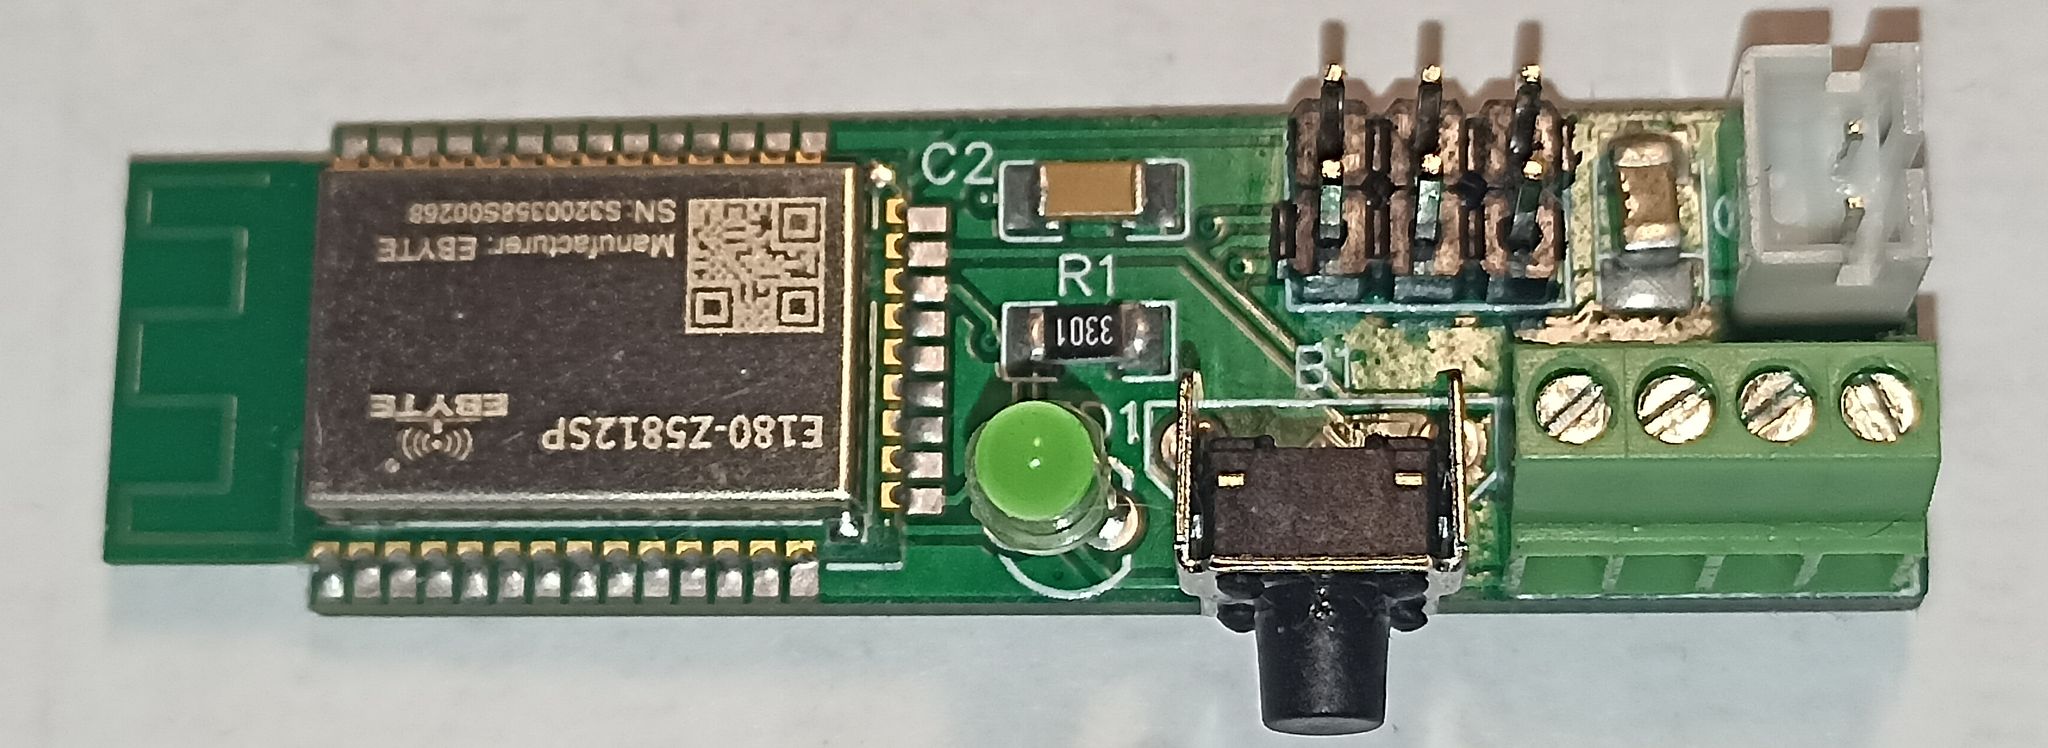 C2
R1
3301
B1
D1
E180-Z5812SP
EBYTE
Manufacturer: EBYTE
SN: S3200358S00268